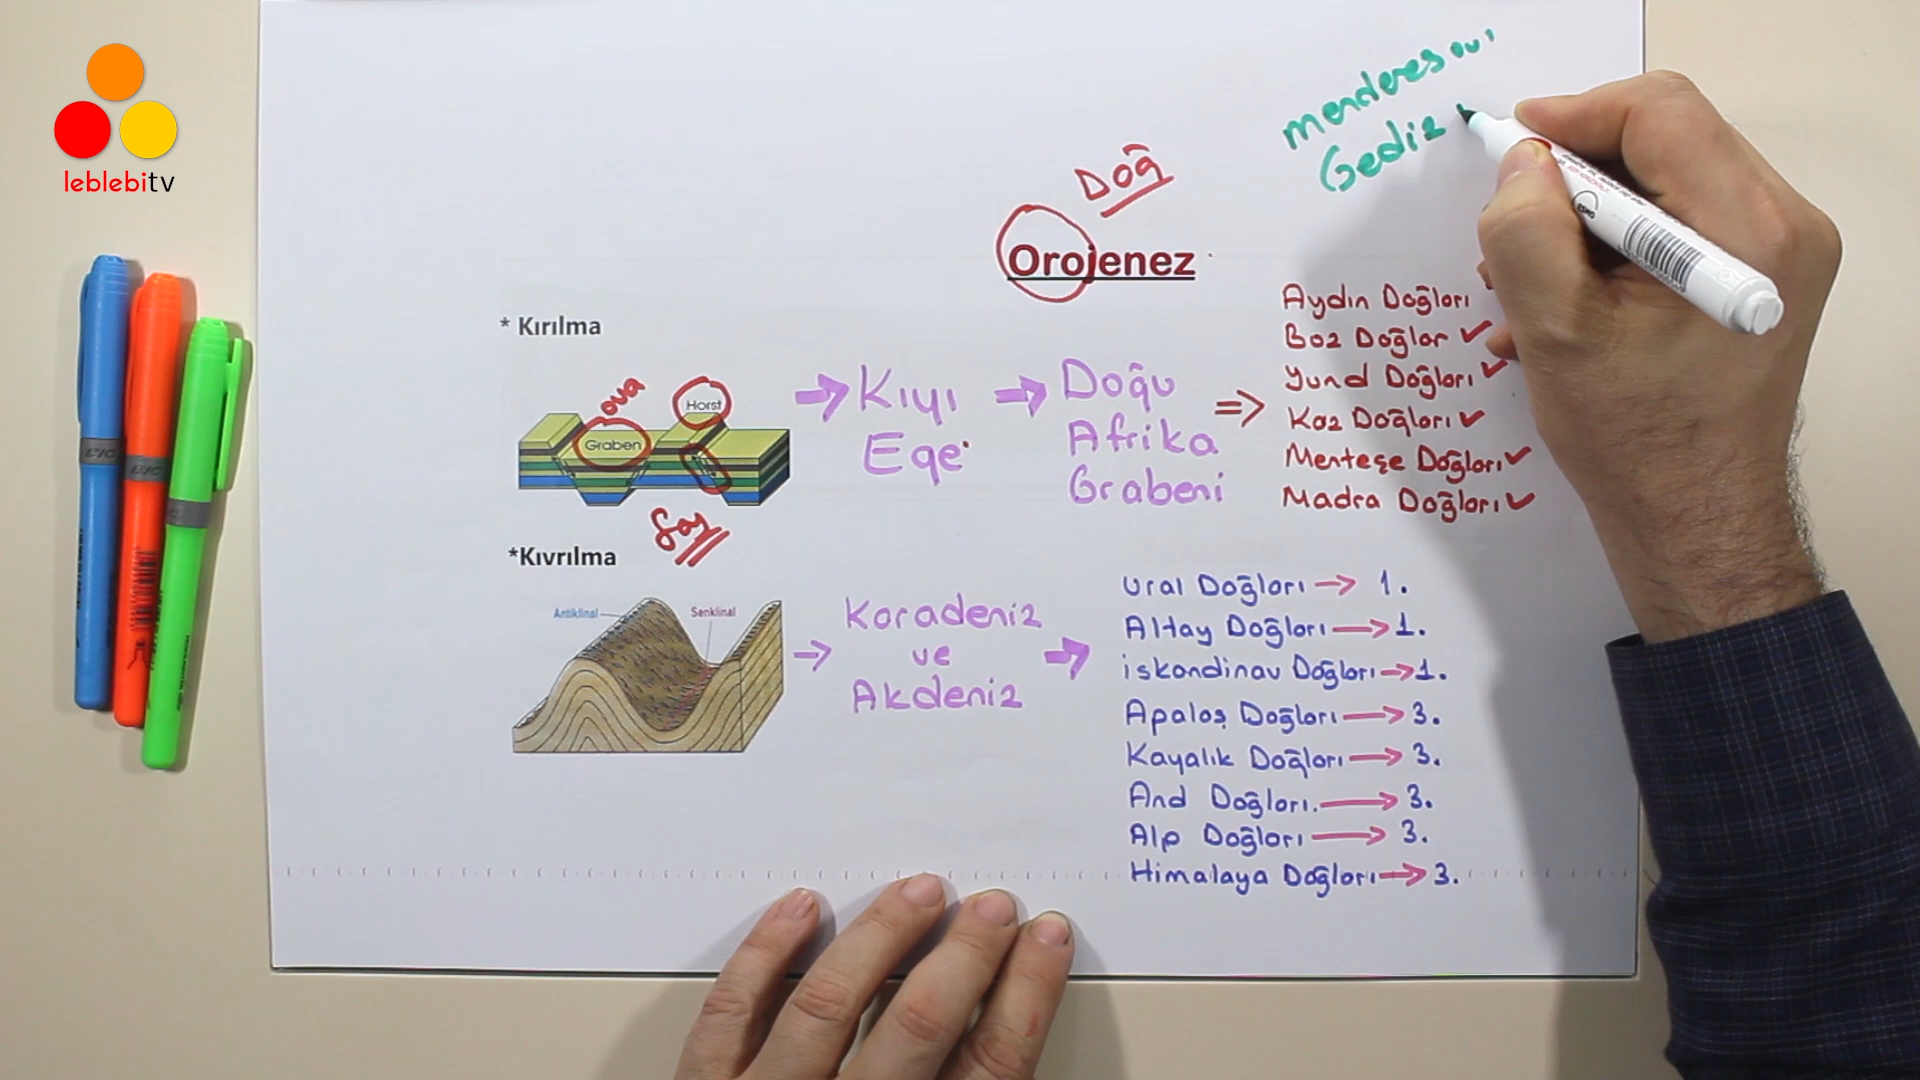 leblebitv
menderes ov,
Gediz
Doğ
Orojenez
* Kırılma
ova
Horst
Graben
Fay
Kıyı
Ege
Doğu
Afrika
Grabeni
Aydın Dağları
Boz Dağlar
Yund Dağları
Kaz Dağları
Menteşe Dağları
Madra Dağları
*Kıvrılma
Antiklinal
Senklinal
Karadeniz
ve
Akdeniz
Ural Dağları → 1.
Altay Dağları → 1.
iskandinav Dağları → 1.
Apalaş Dağları → 3.
Kayalık Dağları → 3.
And Dağları. → 3.
Alp Dağları → 3.
Himalaya Dağları → 3.
BIC
BIC